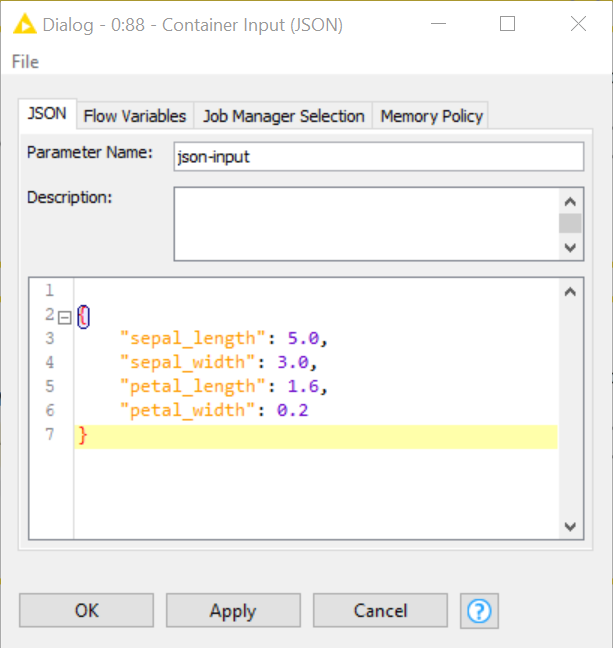 Dialog - 0:88 - Container Input (JSON)
File
JSON Flow Variables Job Manager Selection Memory Policy
Parameter Name: json-input
Description:
1
2 {
3 "sepal_length": 5.0,
4 "sepal_width": 3.0,
5 "petal_length": 1.6,
6 "petal_width": 0.2
7 }
OK Apply Cancel ?